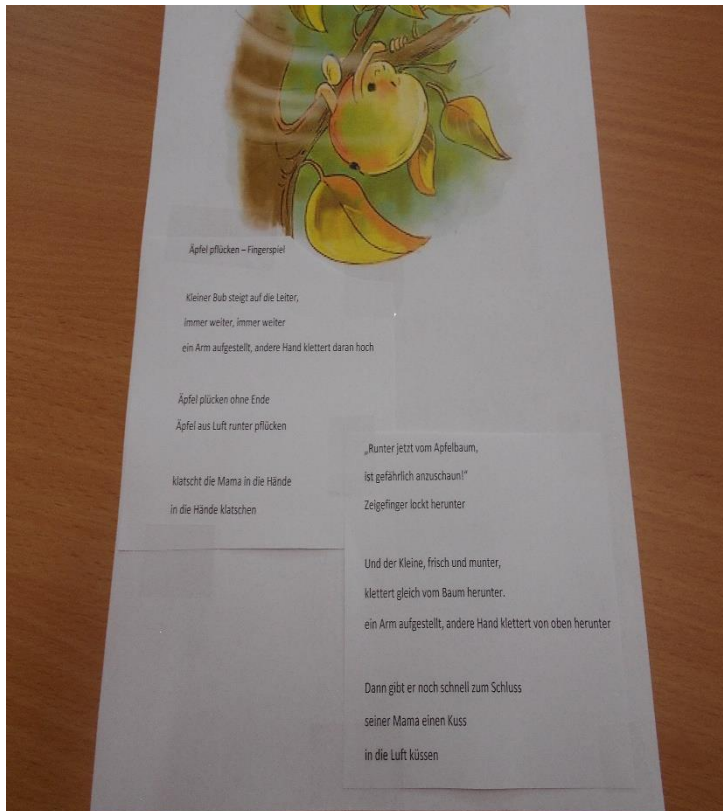 Äpfel pflücken – Fingerspiel
Kleiner Bub steigt auf die Leiter,
immer weiter, immer weiter
ein Arm aufgestellt, andere Hand klettert daran hoch
Äpfel plücken ohne Ende
Äpfel aus Luft runter pflücken
klatscht die Mama in die Hände
in die Hände klatschen
„Runter jetzt vom Apfelbaum,
ist gefährlich anzuschaun!“
Zeigefinger lockt herunter
Und der Kleine, frisch und munter,
klettert gleich vom Baum herunter.
ein Arm aufgestellt, andere Hand klettert von oben herunter
Dann gibt er noch schnell zum Schluss
seiner Mama einen Kuss
in die Luft küssen